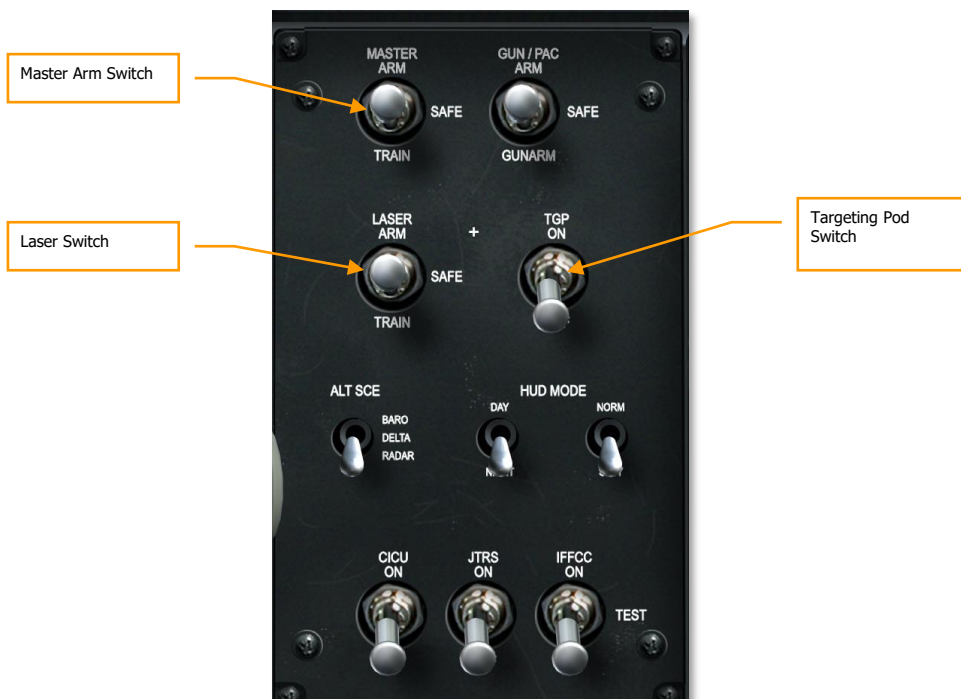 MASTER
ARM
GUN / PAC
ARM
Master Arm Switch
SAFE
SAFE
TRAIN
GUNARM
LASER
ARM
+
TGP
ON
Targeting Pod
Switch
Laser Switch
SAFE
TRAIN
ALT SCE
HUD MODE
BARO
DELTA
RADAR
DAY
NORM
CICU
ON
JTRS
ON
IFFCC
ON
TEST